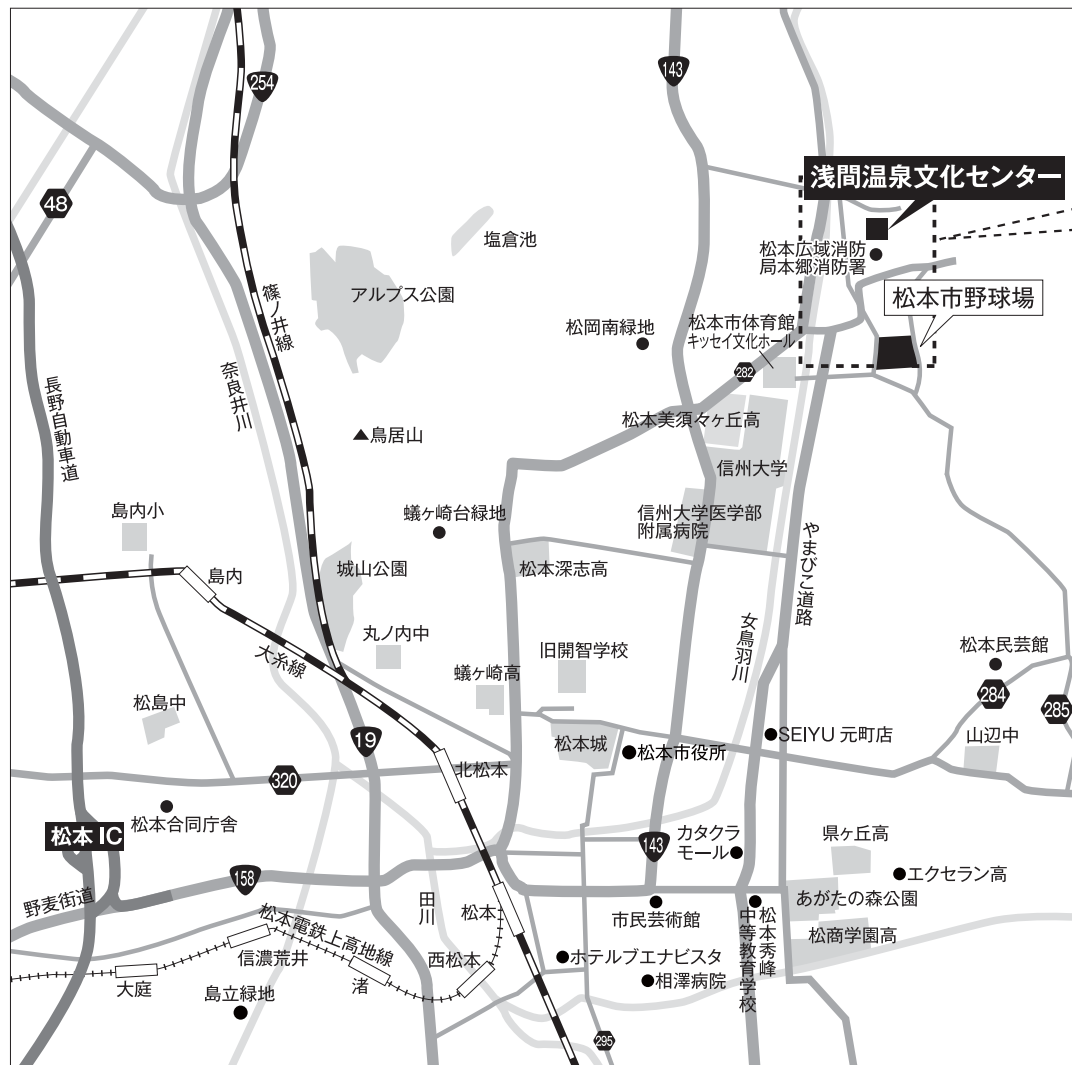 254
143
浅間温泉文化センター
48
塩倉池
松本広域消防
局本郷消防署
アルプス公園
篠ノ井線
松本市野球場
松岡南緑地
松本市体育館
キッセイ文化ホール
282
長野自動車道
奈良井川
鳥居山
松本美須々ヶ丘高
信州大学
島内小
蟻ヶ崎台緑地
信州大学医学部
附属病院
やまびこ道路
島内
城山公園
松本深志高
丸ノ内中
大糸線
蟻ヶ崎高
旧開智学校
女鳥羽川
松本民芸館
284
285
松島中
19
松本城
松本市役所
SEIYU 元町店
山辺中
北松本
320
松本合同庁舎
松本 IC
143
カタクラ
モール
県ヶ丘高
エクセラン高
158
野麦街道
田川
松本
市民芸術館
松本秀峰
中等教育学校
あがたの森公園
松商学園高
松本電鉄上高地線
信濃荒井
西松本
ホテルブエナビスタ
相澤病院
大庭
渚
島立緑地
295